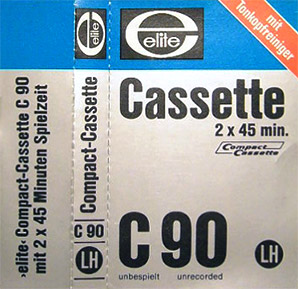 ›elite‹ Compact-Cassette C 90
mit 2 x 45 Minuten Spielzeit
elite
Compact-Cassette
C 90
LH
elite
mit
Tonkopfreiniger
Cassette
2 x 45 min.
Compact
Cassette
C 90
LH
unbespielt unrecorded